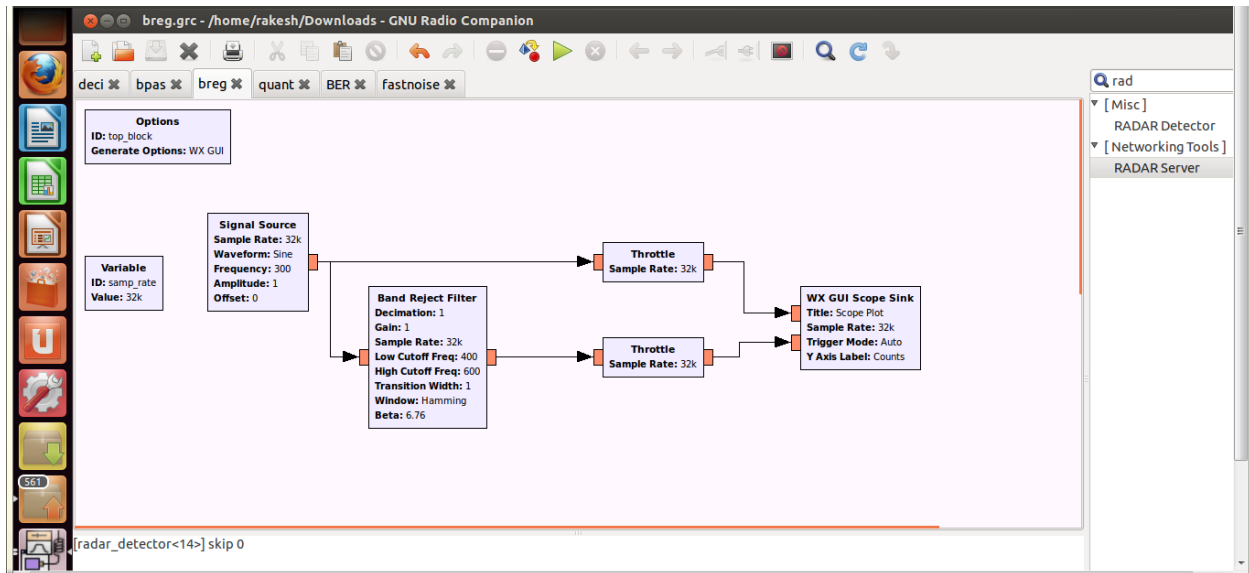 breg.grc - /home/rakesh/Downloads - GNU Radio Companion
deci bpas breg quant BER fastnoise
rad
[ Misc ]
RADAR Detector
[ Networking Tools ]
RADAR Server
Options
ID: top_block
Generate Options: WX GUI
Variable
ID: samp_rate
Value: 32k
Signal Source
Sample Rate: 32k
Waveform: Sine
Frequency: 300
Amplitude: 1
Offset: 0
Band Reject Filter
Decimation: 1
Gain: 1
Sample Rate: 32k
Low Cutoff Freq: 400
High Cutoff Freq: 600
Transition Width: 1
Window: Hamming
Beta: 6.76
Throttle
Sample Rate: 32k
Throttle
Sample Rate: 32k
WX GUI Scope Sink
Title: Scope Plot
Sample Rate: 32k
Trigger Mode: Auto
Y Axis Label: Counts
561
[radar_detector<14>] skip 0